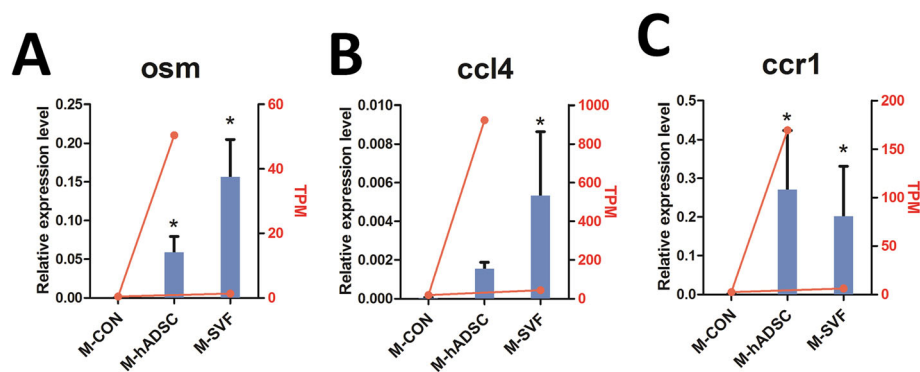 A
osm
Relative expression level
0.25
0.20
0.15
0.10
0.05
0.00
*
*
60
40
20
0
TPM
M-CON
M-hADSC
M-SVF
B
ccl4
Relative expression level
0.010
0.008
0.006
0.004
0.002
0.000
*
1000
800
600
400
200
0
TPM
M-CON
M-hADSC
M-SVF
C
ccr1
Relative expression level
0.5
0.4
0.3
0.2
0.1
0.0
*
*
200
150
100
50
0
TPM
M-CON
M-hADSC
M-SVF